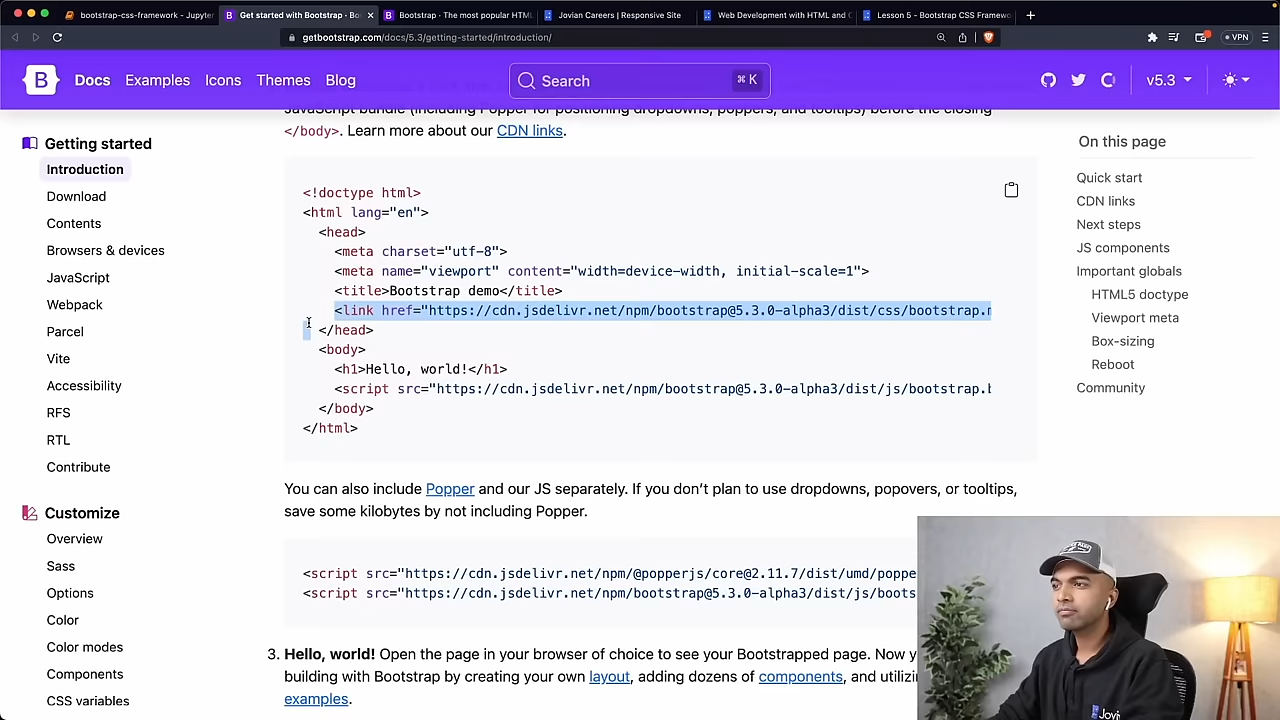 bootstrap-css-framework - Jupyter
Get started with Bootstrap · Bo
Bootstrap · The most popular HTML
Jovian Careers | Responsive Site
Web Development with HTML and C
Lesson 5 - Bootstrap CSS Framewo
getbootstrap.com/docs/5.3/getting-started/introduction/
VPN
B Docs Examples Icons Themes Blog
Search
⌘ K
v5.3
Getting started
Introduction
Download
Contents
Browsers & devices
JavaScript
Webpack
Parcel
Vite
Accessibility
RFS
RTL
Contribute
Customize
Overview
Sass
Options
Color
Color modes
Components
CSS variables
JavaScript bundle (including Popper for positioning dropdowns, poppers, and tooltips) before the closing
</body>. Learn more about our CDN links.
<!doctype html>
<html lang="en">
<head>
<meta charset="utf-8">
<meta name="viewport" content="width=device-width, initial-scale=1">
<title>Bootstrap demo</title>
<link href="https://cdn.jsdelivr.net/npm/bootstrap@5.3.0-alpha3/dist/css/bootstrap.m
</head>
<body>
<h1>Hello, world!</h1>
<script src="https://cdn.jsdelivr.net/npm/bootstrap@5.3.0-alpha3/dist/js/bootstrap.b
</body>
</html>
You can also include Popper and our JS separately. If you don’t plan to use dropdowns, popovers, or tooltips,
save some kilobytes by not including Popper.
<script src="https://cdn.jsdelivr.net/npm/@popperjs/core@2.11.7/dist/umd/poppe
<script src="https://cdn.jsdelivr.net/npm/bootstrap@5.3.0-alpha3/dist/js/boots
3. Hello, world! Open the page in your browser of choice to see your Bootstrapped page. Now y
building with Bootstrap by creating your own layout, adding dozens of components, and utilizi
examples.
On this page
Quick start
CDN links
Next steps
JS components
Important globals
HTML5 doctype
Viewport meta
Box-sizing
Reboot
Community
Jovi